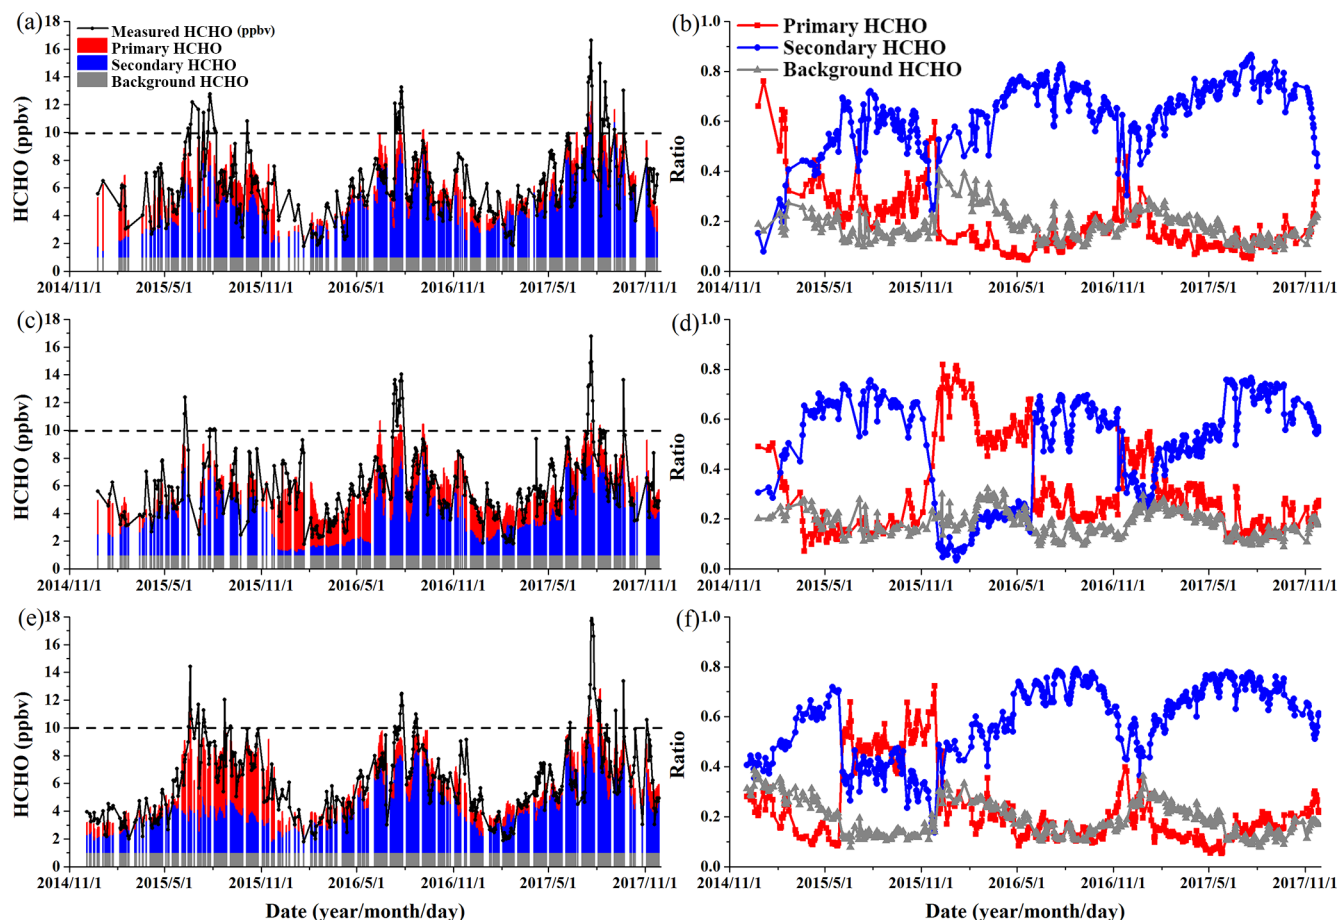 (a)
18
16
14
12
10
8
6
4
2
0
HCHO (ppbv)
Measured HCHO (ppbv)
Primary HCHO
Secondary HCHO
Background HCHO
2014/11/1 2015/5/1 2015/11/1 2016/5/1 2016/11/1 2017/5/1 2017/11/1
(b)
1.0
0.8
0.6
0.4
0.2
0.0
Ratio
Primary HCHO
Secondary HCHO
Background HCHO
2014/11/1 2015/5/1 2015/11/1 2016/5/1 2016/11/1 2017/5/1 2017/11/1
(c)
18
16
14
12
10
8
6
4
2
0
HCHO (ppbv)
2014/11/1 2015/5/1 2015/11/1 2016/5/1 2016/11/1 2017/5/1 2017/11/1
(d)
1.0
0.8
0.6
0.4
0.2
0.0
Ratio
2014/11/1 2015/5/1 2015/11/1 2016/5/1 2016/11/1 2017/5/1 2017/11/1
(e)
18
16
14
12
10
8
6
4
2
0
HCHO (ppbv)
2014/11/1 2015/5/1 2015/11/1 2016/5/1 2016/11/1 2017/5/1 2017/11/1
Date (year/month/day)
(f)
1.0
0.8
0.6
0.4
0.2
0.0
Ratio
2014/11/1 2015/5/1 2015/11/1 2016/5/1 2016/11/1 2017/5/1 2017/11/1
Date (year/month/day)